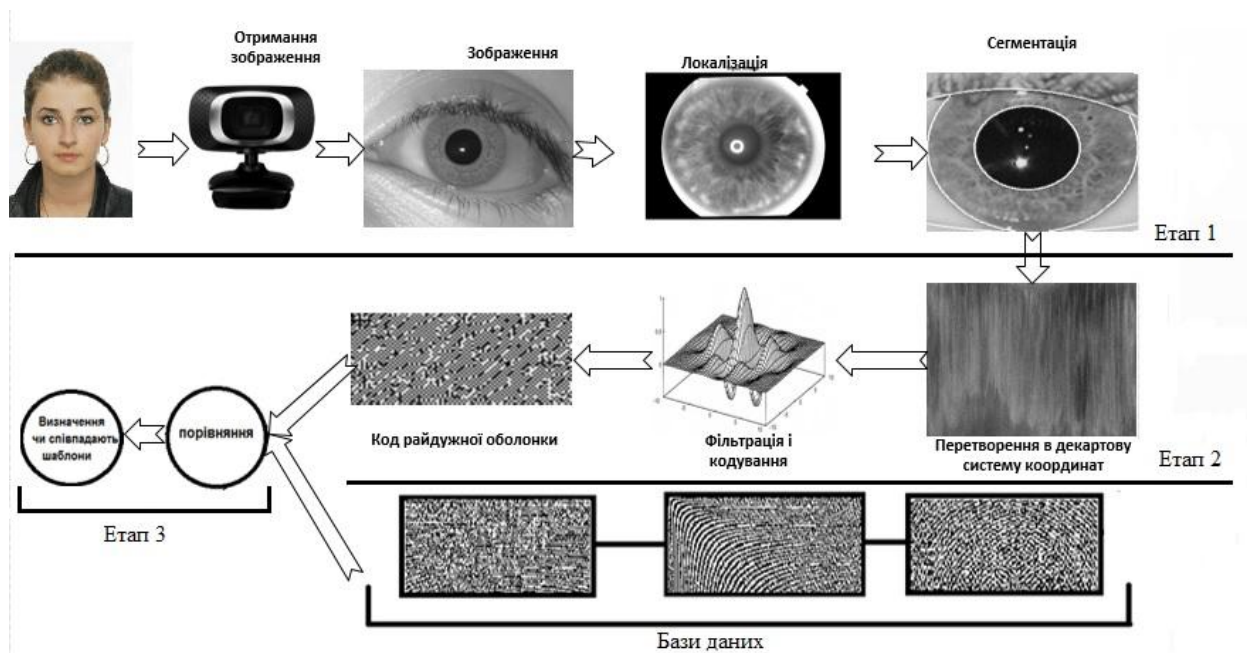 Отримання
зображення
Зображення
Локалізація
Сегментація
Етап 1
Код райдужної оболонки
Фільтрація і
кодування
Перетворення в декартову
систему координат
Етап 2
Визначення
чи співпадають
шаблони
порівняння
Етап 3
Бази даних